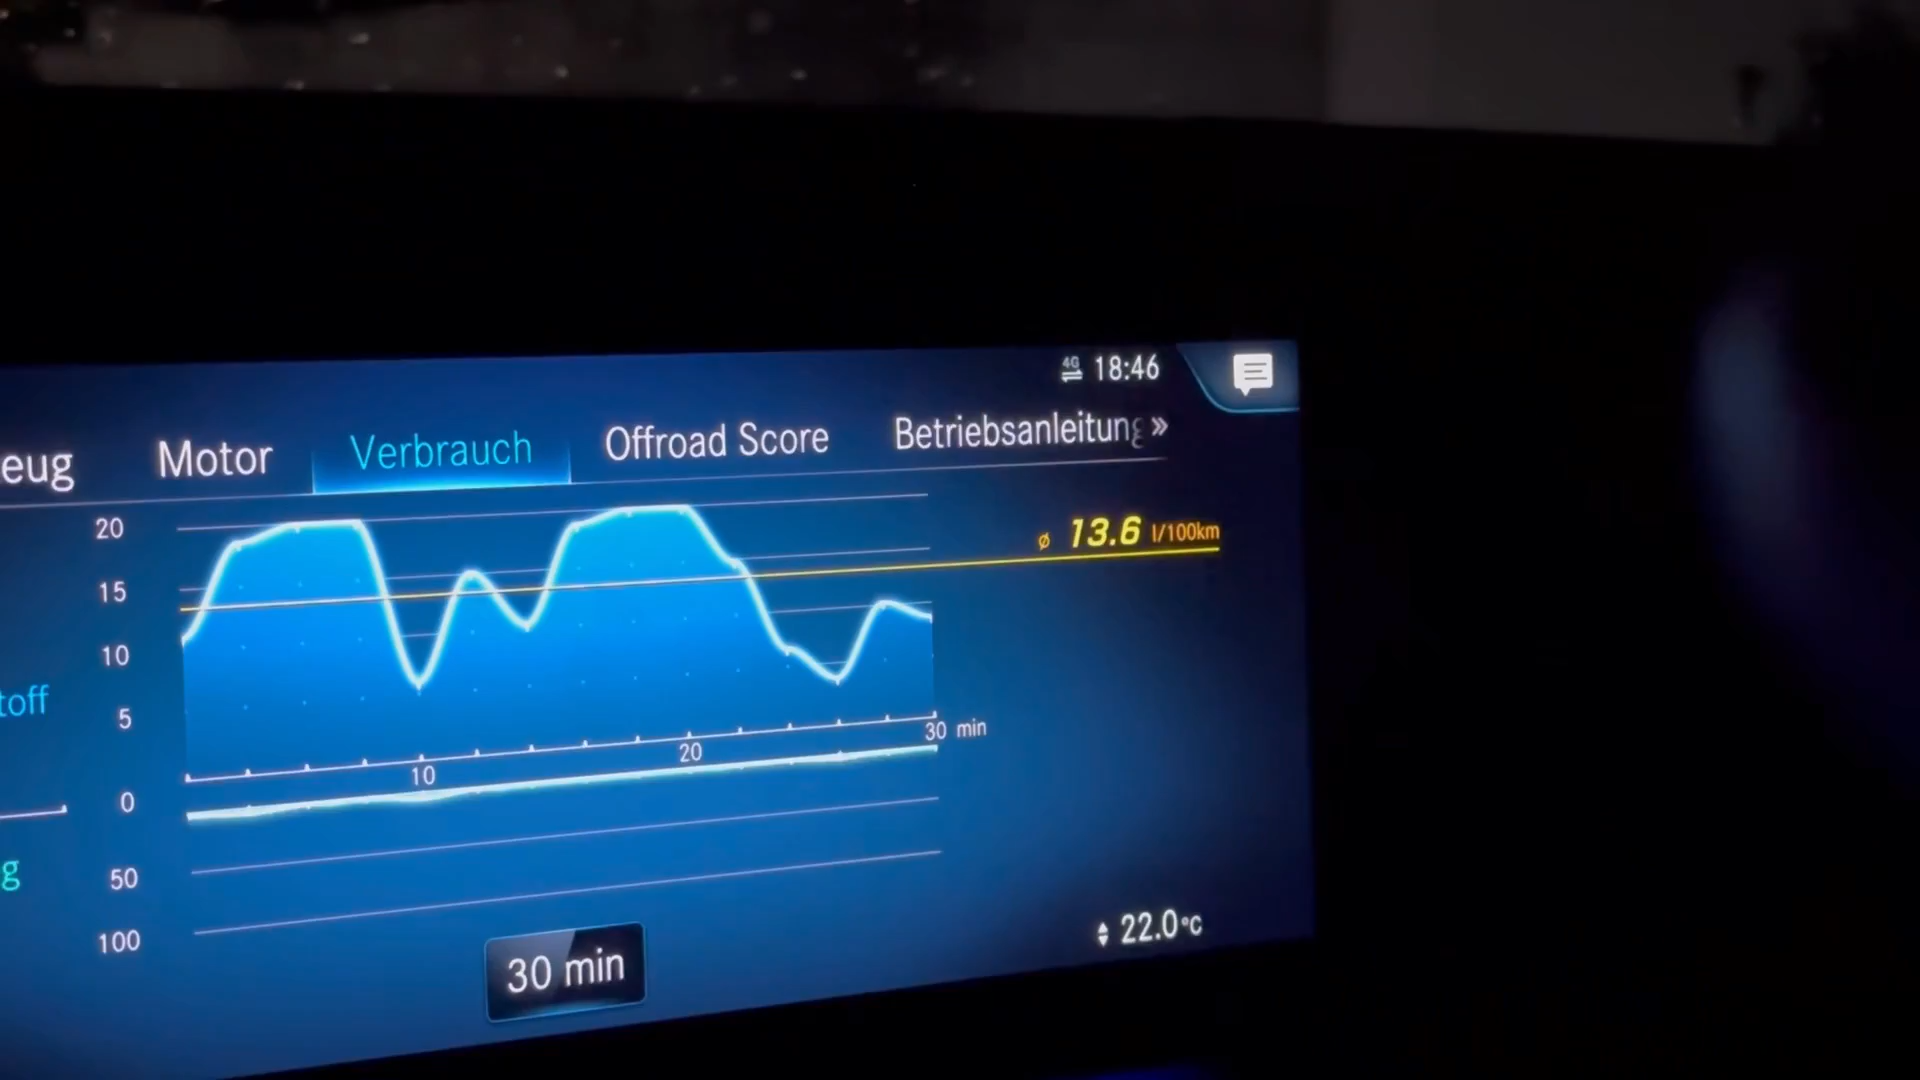 4G 18:46
eug Motor Verbrauch Offroad Score Betriebsanleitung »
20
ø 13.6 l/100km
15
10
toff
5
30 min
20
10
0
g
50
100
22.0°C
30 min